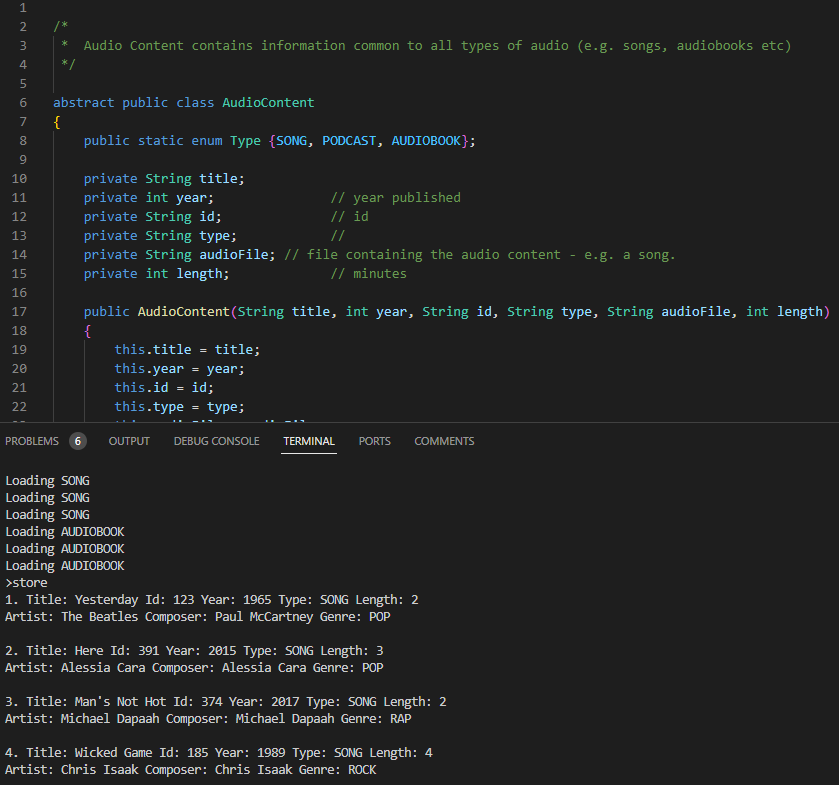 1
2 /*
3 *  Audio Content contains information common to all types of audio (e.g. songs, audiobooks etc)
4 */
5
6 abstract public class AudioContent
7 {
8 public static enum Type {SONG, PODCAST, AUDIOBOOK};
9
10 private String title;
11 private int year; // year published
12 private String id; // id
13 private String type; //
14 private String audioFile; // file containing the audio content - e.g. a song.
15 private int length; // minutes
16
17 public AudioContent(String title, int year, String id, String type, String audioFile, int length)
18 {
19 this.title = title;
20 this.year = year;
21 this.id = id;
22 this.type = type;
PROBLEMS 6 OUTPUT DEBUG CONSOLE TERMINAL PORTS COMMENTS
Loading SONG
Loading SONG
Loading SONG
Loading AUDIOBOOK
Loading AUDIOBOOK
Loading AUDIOBOOK
>store
1. Title: Yesterday Id: 123 Year: 1965 Type: SONG Length: 2
Artist: The Beatles Composer: Paul McCartney Genre: POP
2. Title: Here Id: 391 Year: 2015 Type: SONG Length: 3
Artist: Alessia Cara Composer: Alessia Cara Genre: POP
3. Title: Man's Not Hot Id: 374 Year: 2017 Type: SONG Length: 2
Artist: Michael Dapaah Composer: Michael Dapaah Genre: RAP
4. Title: Wicked Game Id: 185 Year: 1989 Type: SONG Length: 4
Artist: Chris Isaak Composer: Chris Isaak Genre: ROCK